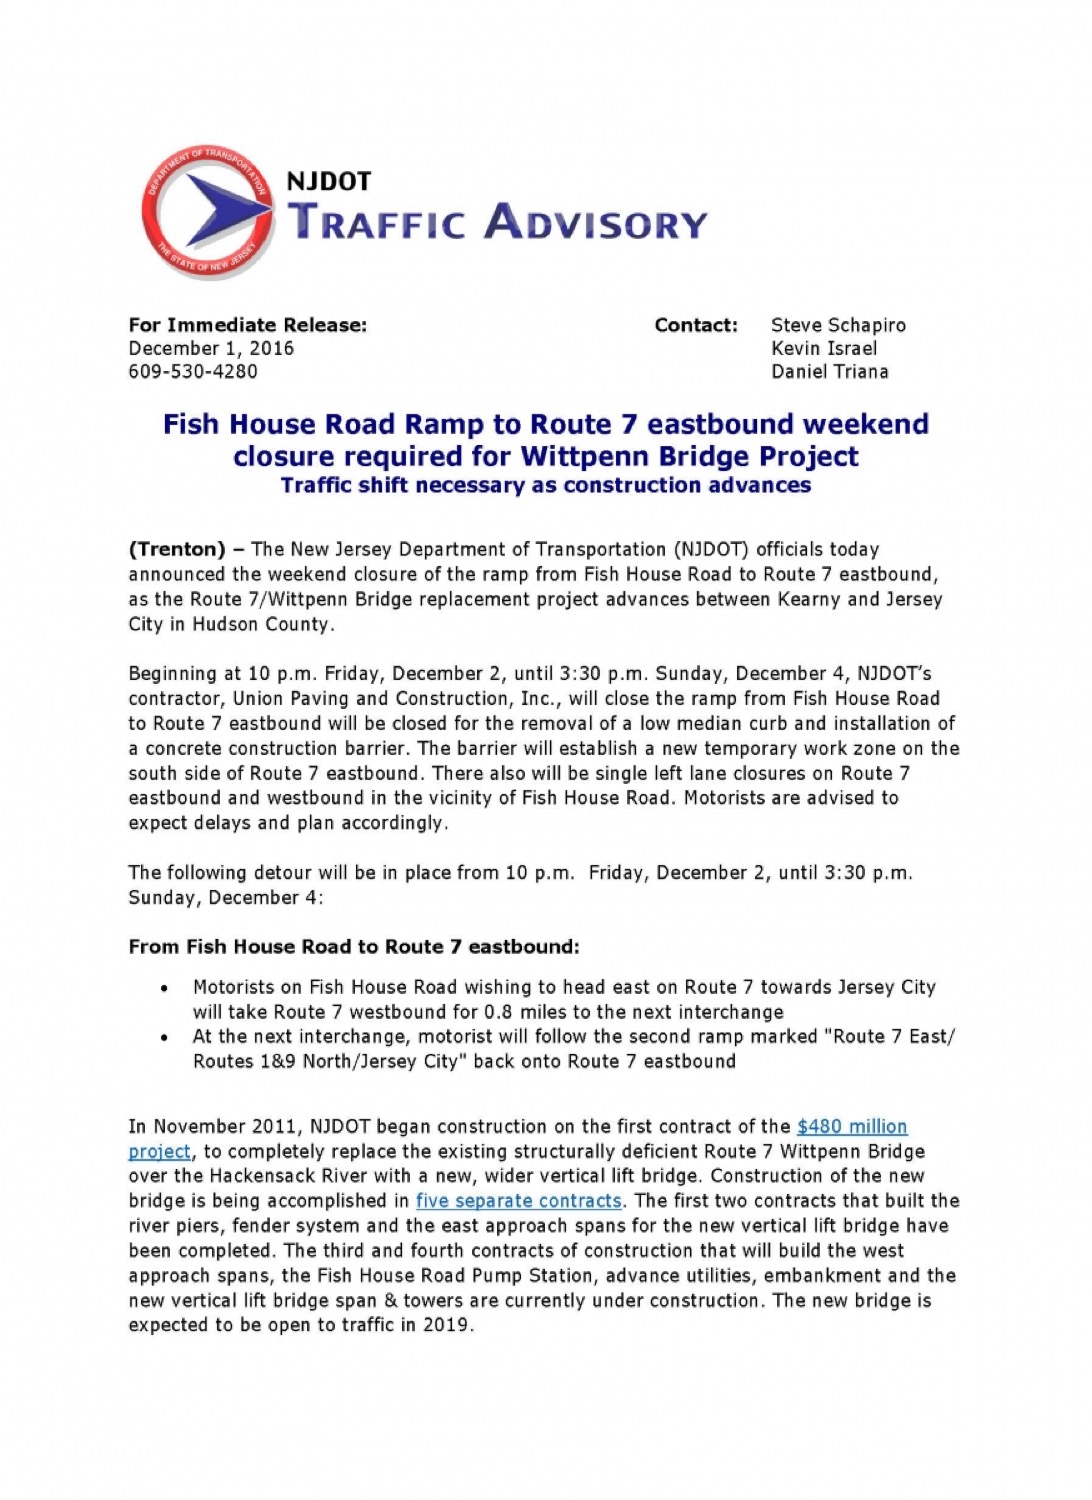 DEPARTMENT OF TRANSPORTATION
THE STATE OF NEW JERSEY
NJDOT
TRAFFIC ADVISORY
For Immediate Release:
December 1, 2016
609-530-4280
Contact: Steve Schapiro
Kevin Israel
Daniel Triana
Fish House Road Ramp to Route 7 eastbound weekend
closure required for Wittpenn Bridge Project
Traffic shift necessary as construction advances
(Trenton) – The New Jersey Department of Transportation (NJDOT) officials today
announced the weekend closure of the ramp from Fish House Road to Route 7 eastbound,
as the Route 7/Wittpenn Bridge replacement project advances between Kearny and Jersey
City in Hudson County.
Beginning at 10 p.m. Friday, December 2, until 3:30 p.m. Sunday, December 4, NJDOT’s
contractor, Union Paving and Construction, Inc., will close the ramp from Fish House Road
to Route 7 eastbound will be closed for the removal of a low median curb and installation of
a concrete construction barrier. The barrier will establish a new temporary work zone on the
south side of Route 7 eastbound. There also will be single left lane closures on Route 7
eastbound and westbound in the vicinity of Fish House Road. Motorists are advised to
expect delays and plan accordingly.
The following detour will be in place from 10 p.m.  Friday, December 2, until 3:30 p.m.
Sunday, December 4:
From Fish House Road to Route 7 eastbound:
• Motorists on Fish House Road wishing to head east on Route 7 towards Jersey City
will take Route 7 westbound for 0.8 miles to the next interchange
• At the next interchange, motorist will follow the second ramp marked "Route 7 East/
Routes 1&9 North/Jersey City" back onto Route 7 eastbound
In November 2011, NJDOT began construction on the first contract of the $480 million
project, to completely replace the existing structurally deficient Route 7 Wittpenn Bridge
over the Hackensack River with a new, wider vertical lift bridge. Construction of the new
bridge is being accomplished in five separate contracts. The first two contracts that built the
river piers, fender system and the east approach spans for the new vertical lift bridge have
been completed. The third and fourth contracts of construction that will build the west
approach spans, the Fish House Road Pump Station, advance utilities, embankment and the
new vertical lift bridge span & towers are currently under construction. The new bridge is
expected to be open to traffic in 2019.